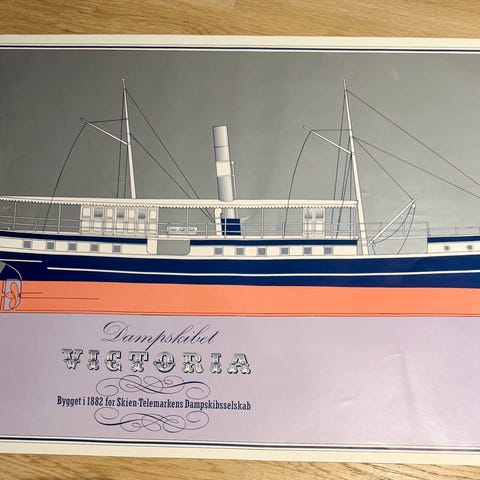 Dampskibet
VICTORIA
Bygget i 1882 for Skien-Telemarkens Dampskibsselskab